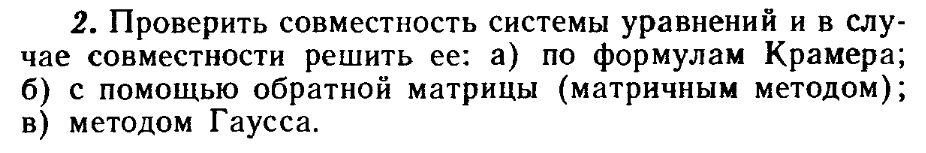 2. Проверить совместность системы уравнений и в слу-
чае совместности решить ее: а) по формулам Крамера;
б) с помощью обратной матрицы (матричным методом);
в) методом Гаусса.